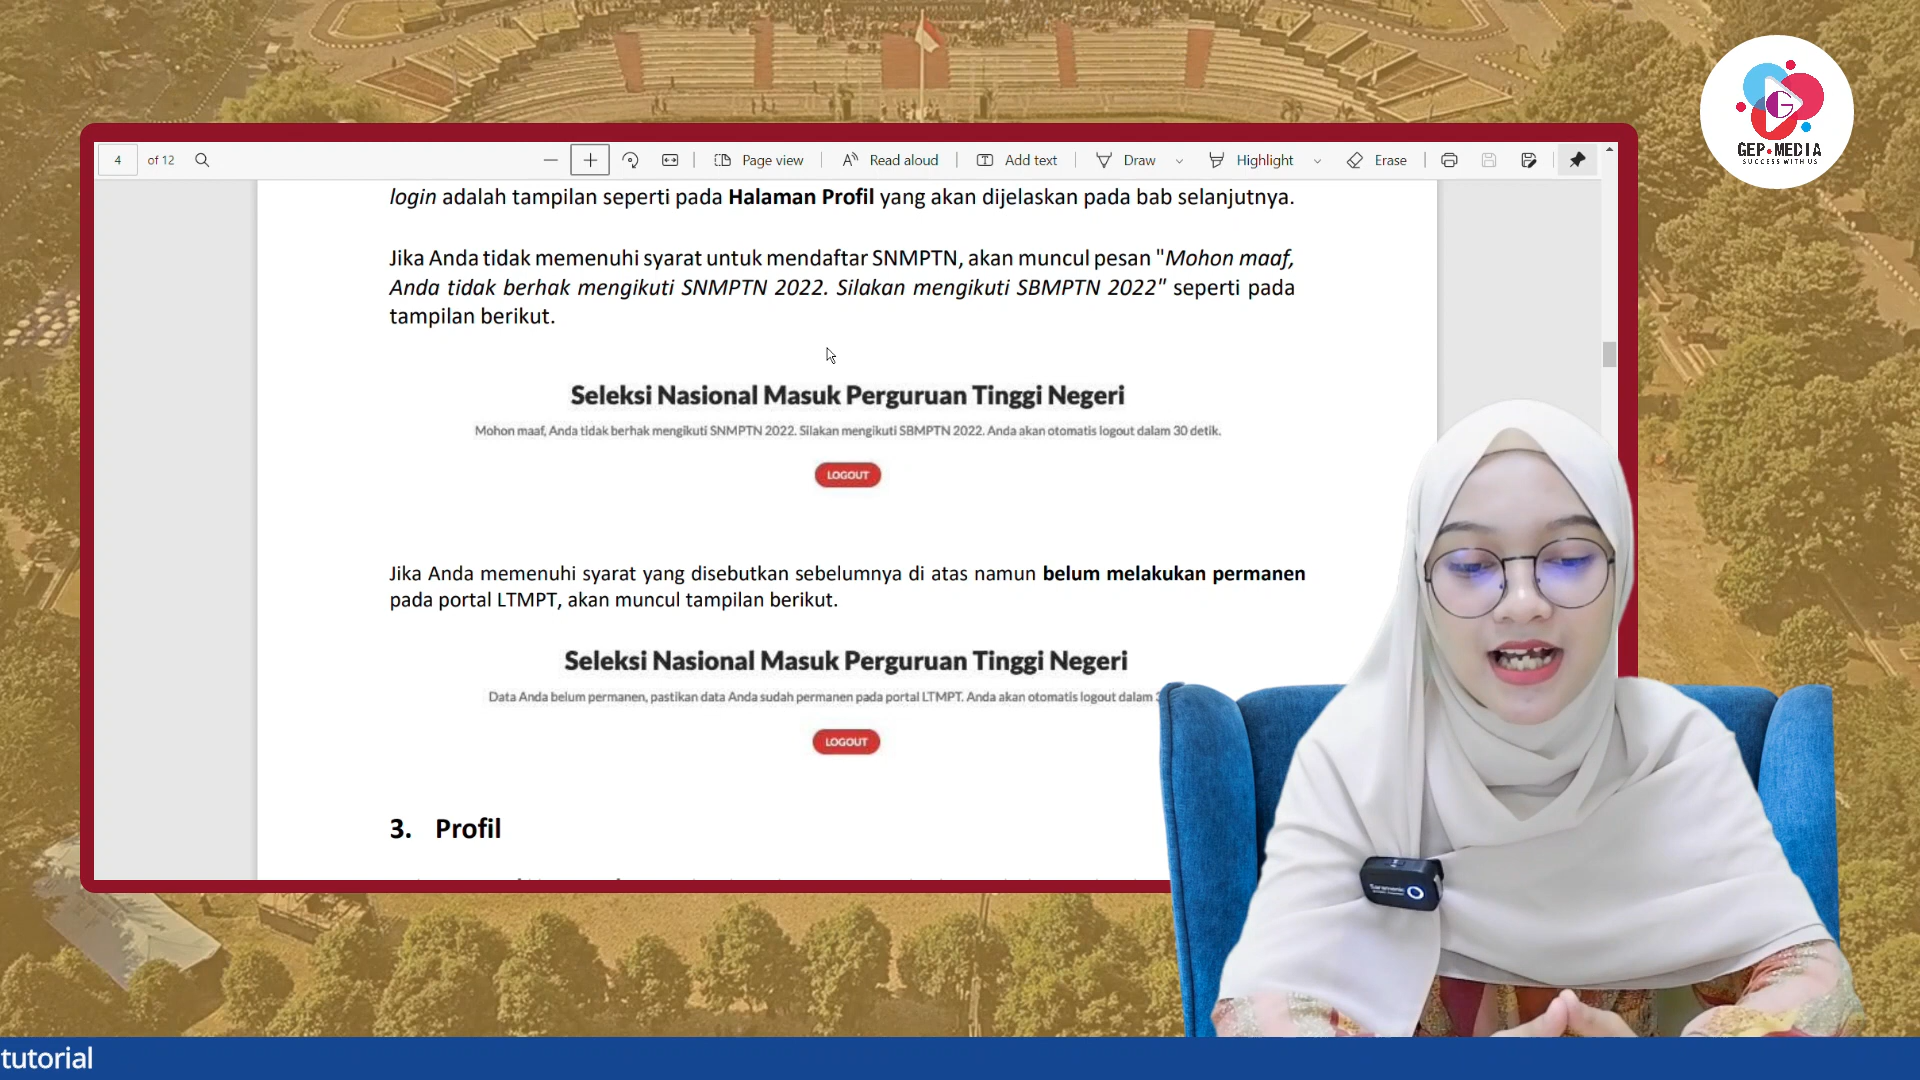 4 of 12 Page view Read aloud Add text Draw Highlight Erase
GEP MEDIA
SUCCESS WITH US
login adalah tampilan seperti pada Halaman Profil yang akan dijelaskan pada bab selanjutnya.
Jika Anda tidak memenuhi syarat untuk mendaftar SNMPTN, akan muncul pesan "Mohon maaf,
Anda tidak berhak mengikuti SNMPTN 2022. Silakan mengikuti SBMPTN 2022" seperti pada
tampilan berikut.
Seleksi Nasional Masuk Perguruan Tinggi Negeri
Mohon maaf, Anda tidak berhak mengikuti SNMPTN 2022. Silakan mengikuti SBMPTN 2022. Anda akan otomatis logout dalam 30 detik.
LOGOUT
Jika Anda memenuhi syarat yang disebutkan sebelumnya di atas namun belum melakukan permanen
pada portal LTMPT, akan muncul tampilan berikut.
Seleksi Nasional Masuk Perguruan Tinggi Negeri
Data Anda belum permanen, pastikan data Anda sudah permanen pada portal LTMPT. Anda akan otomatis logout dalam
LOGOUT
3. Profil
Saramonic
tutorial